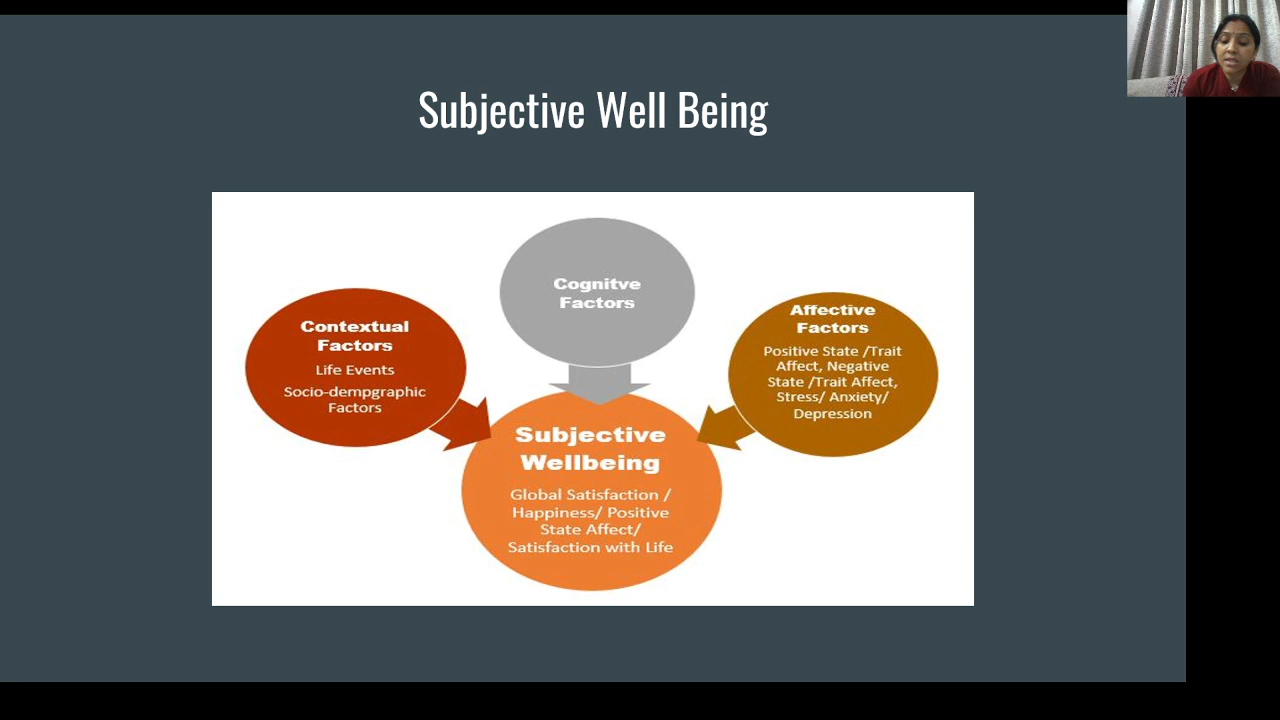 Subjective Well Being
Cognitve
Factors
Contextual
Factors
Life Events
Socio-dempgraphic
Factors
Affective
Factors
Positive State /Trait
Affect, Negative
State /Trait Affect,
Stress/ Anxiety/
Depression
Subjective
Wellbeing
Global Satisfaction /
Happiness/ Positive
State Affect/
Satisfaction with Life